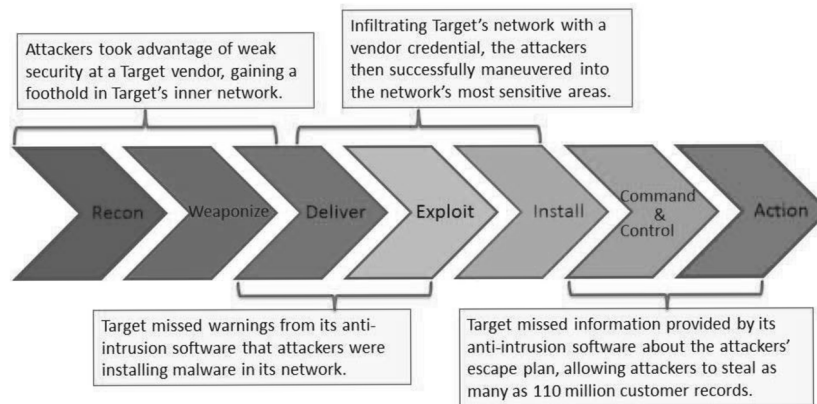 Attackers took advantage of weak
security at a Target vendor, gaining a
foothold in Target's inner network.
Infiltrating Target's network with a
vendor credential, the attackers
then successfully maneuvered into
the network's most sensitive areas.
Recon
Weaponize
Deliver
Exploit
Install
Command
&
Control
Action
Target missed warnings from its anti-
intrusion software that attackers were
installing malware in its network.
Target missed information provided by its
anti-intrusion software about the attackers'
escape plan, allowing attackers to steal as
many as 110 million customer records.